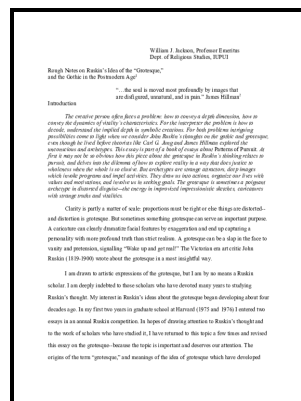 William J. Jackson, Professor Emeritus
Dept. of Religious Studies, IUPUI
Rough Notes on Ruskin's Idea of the "Grotesque,"
and the Gothic in the Postmodern Age¹
"…the soul is moved most profoundly by images that
are disfigured, unnatural, and in pain." James Hillman²
Introduction
The creative person often faces a problem: how to convey a depth dimension, how to
convey the dynamics of vitality's characteristics. For the interpreter the problem is how to
decode, understand the implied depth in symbolic creations. For both problems intriguing
possibilities come to light when we consider John Ruskin's thoughts on the gothic and grotesque,
even though he lived before theorists like Carl G. Jung and James Hillman explored the
unconscious and archetypes. This essay is part of a book of essays about Patterns of Pursuit. At
first it may not be so obvious how this piece about the grotesque in Ruskin's thinking relates to
pursuit, and delves into the dilemma of how to explore reality in a way that does justice to
wholeness when the whole is so elusive. But archetypes are strange attractors, deep images
which involve programs and impel activities. They draw us into actions, organize our lives with
values and motivations, and involve us in seeking goals. The grotesque is sometimes a poignant
archetype in distorted disguise—the energy in improvised impressionistic sketches, caricatures
with strange traits and vitalities.
Clarity is partly a matter of scale: proportions must be right or else things are distorted--
and distortion is grotesque. But sometimes something grotesque can serve an important purpose.
A caricature can clearly dramatize facial features by exaggeration and end up capturing a
personality with more profound truth than strict realism. A grotesque can be a slap in the face to
vanity and pretension, signalling "Wake up and get real!" The Victorian era art critic John
Ruskin (1819-1900) wrote about the grotesque in a most insightful way.
I am drawn to artistic expressions of the grotesque, but I am by no means a Ruskin
scholar. I am deeply indebted to those scholars who have devoted many years to studying
Ruskin's thought. My interest in Ruskin's ideas about the grotesque began developing about four
decades ago. In my first two years in graduate school at Harvard (1975 and 1976) I entered two
essays in an annual Ruskin competition. In hopes of drawing attention to Ruskin's thought and
to the work of scholars who have studied it, I have returned to this topic a few times and revised
this essay on the grotesque—because the topic is important and deserves our attention. The
origins of the term "grotesque," and meanings of the idea of grotesque which have developed